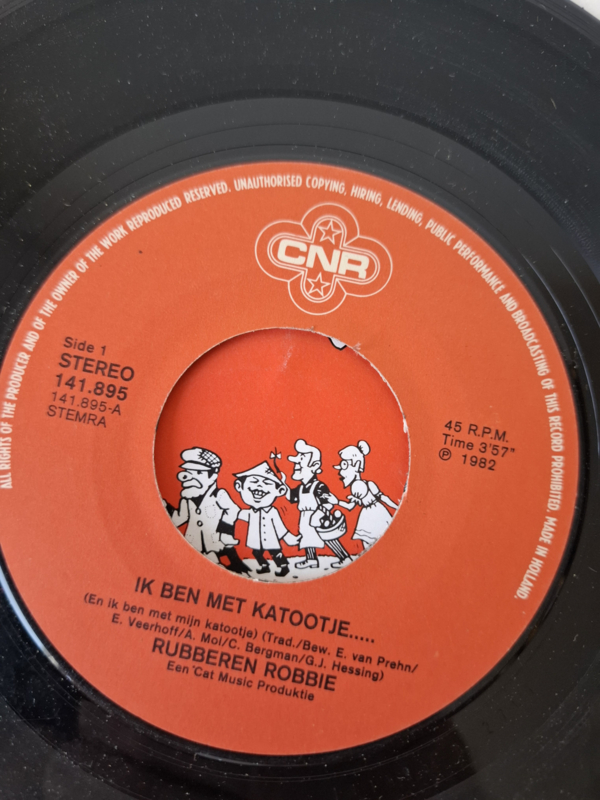 ALL RIGHTS OF THE PRODUCER AND OF THE OWNER OF THE WORK REPRODUCED RESERVED. UNAUTHORISED COPYING, HIRING, LENDING, PUBLIC PERFORMANCE AND BROADCASTING OF THIS RECORD PROHIBITED. MADE IN HOLLAND.
CNR
Side 1
STEREO
141.895
141.895-A
STEMRA
45 R.P.M.
Time 3'57"
℗ 1982
IK BEN MET KATOOTJE.....
(En ik ben met mijn katootje) (Trad./Bew. E. van Prehn/
E. Veerhoff/A. Mol/C. Bergman/G.J. Hessing)
RUBBEREN ROBBIE
Een 'Cat Music Produktie